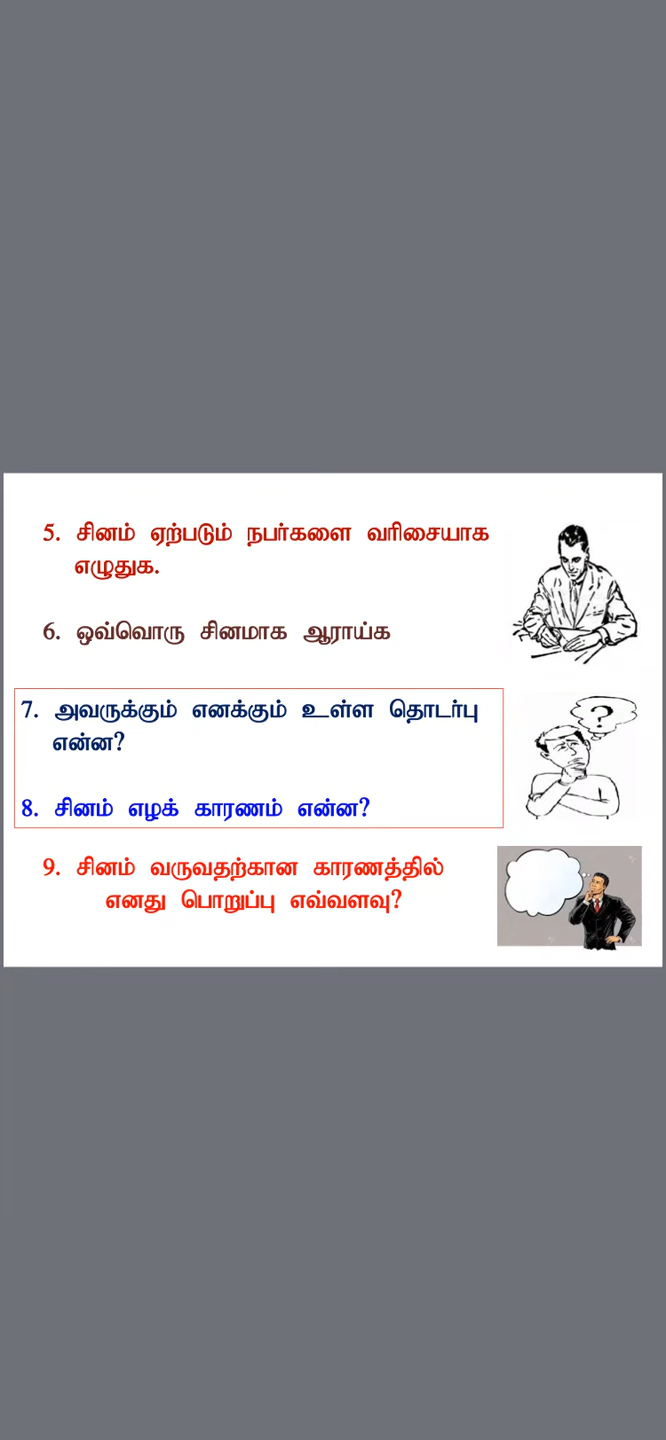 5. சினம் ஏற்படும் நபர்களை வரிசையாக
எழுதுக.
6. ஒவ்வொரு சினமாக ஆராய்க
7. அவருக்கும் எனக்கும் உள்ள தொடர்பு
என்ன?
?
8. சினம் எழக் காரணம் என்ன?
9. சினம் வருவதற்கான காரணத்தில்
எனது பொறுப்பு எவ்வளவு?